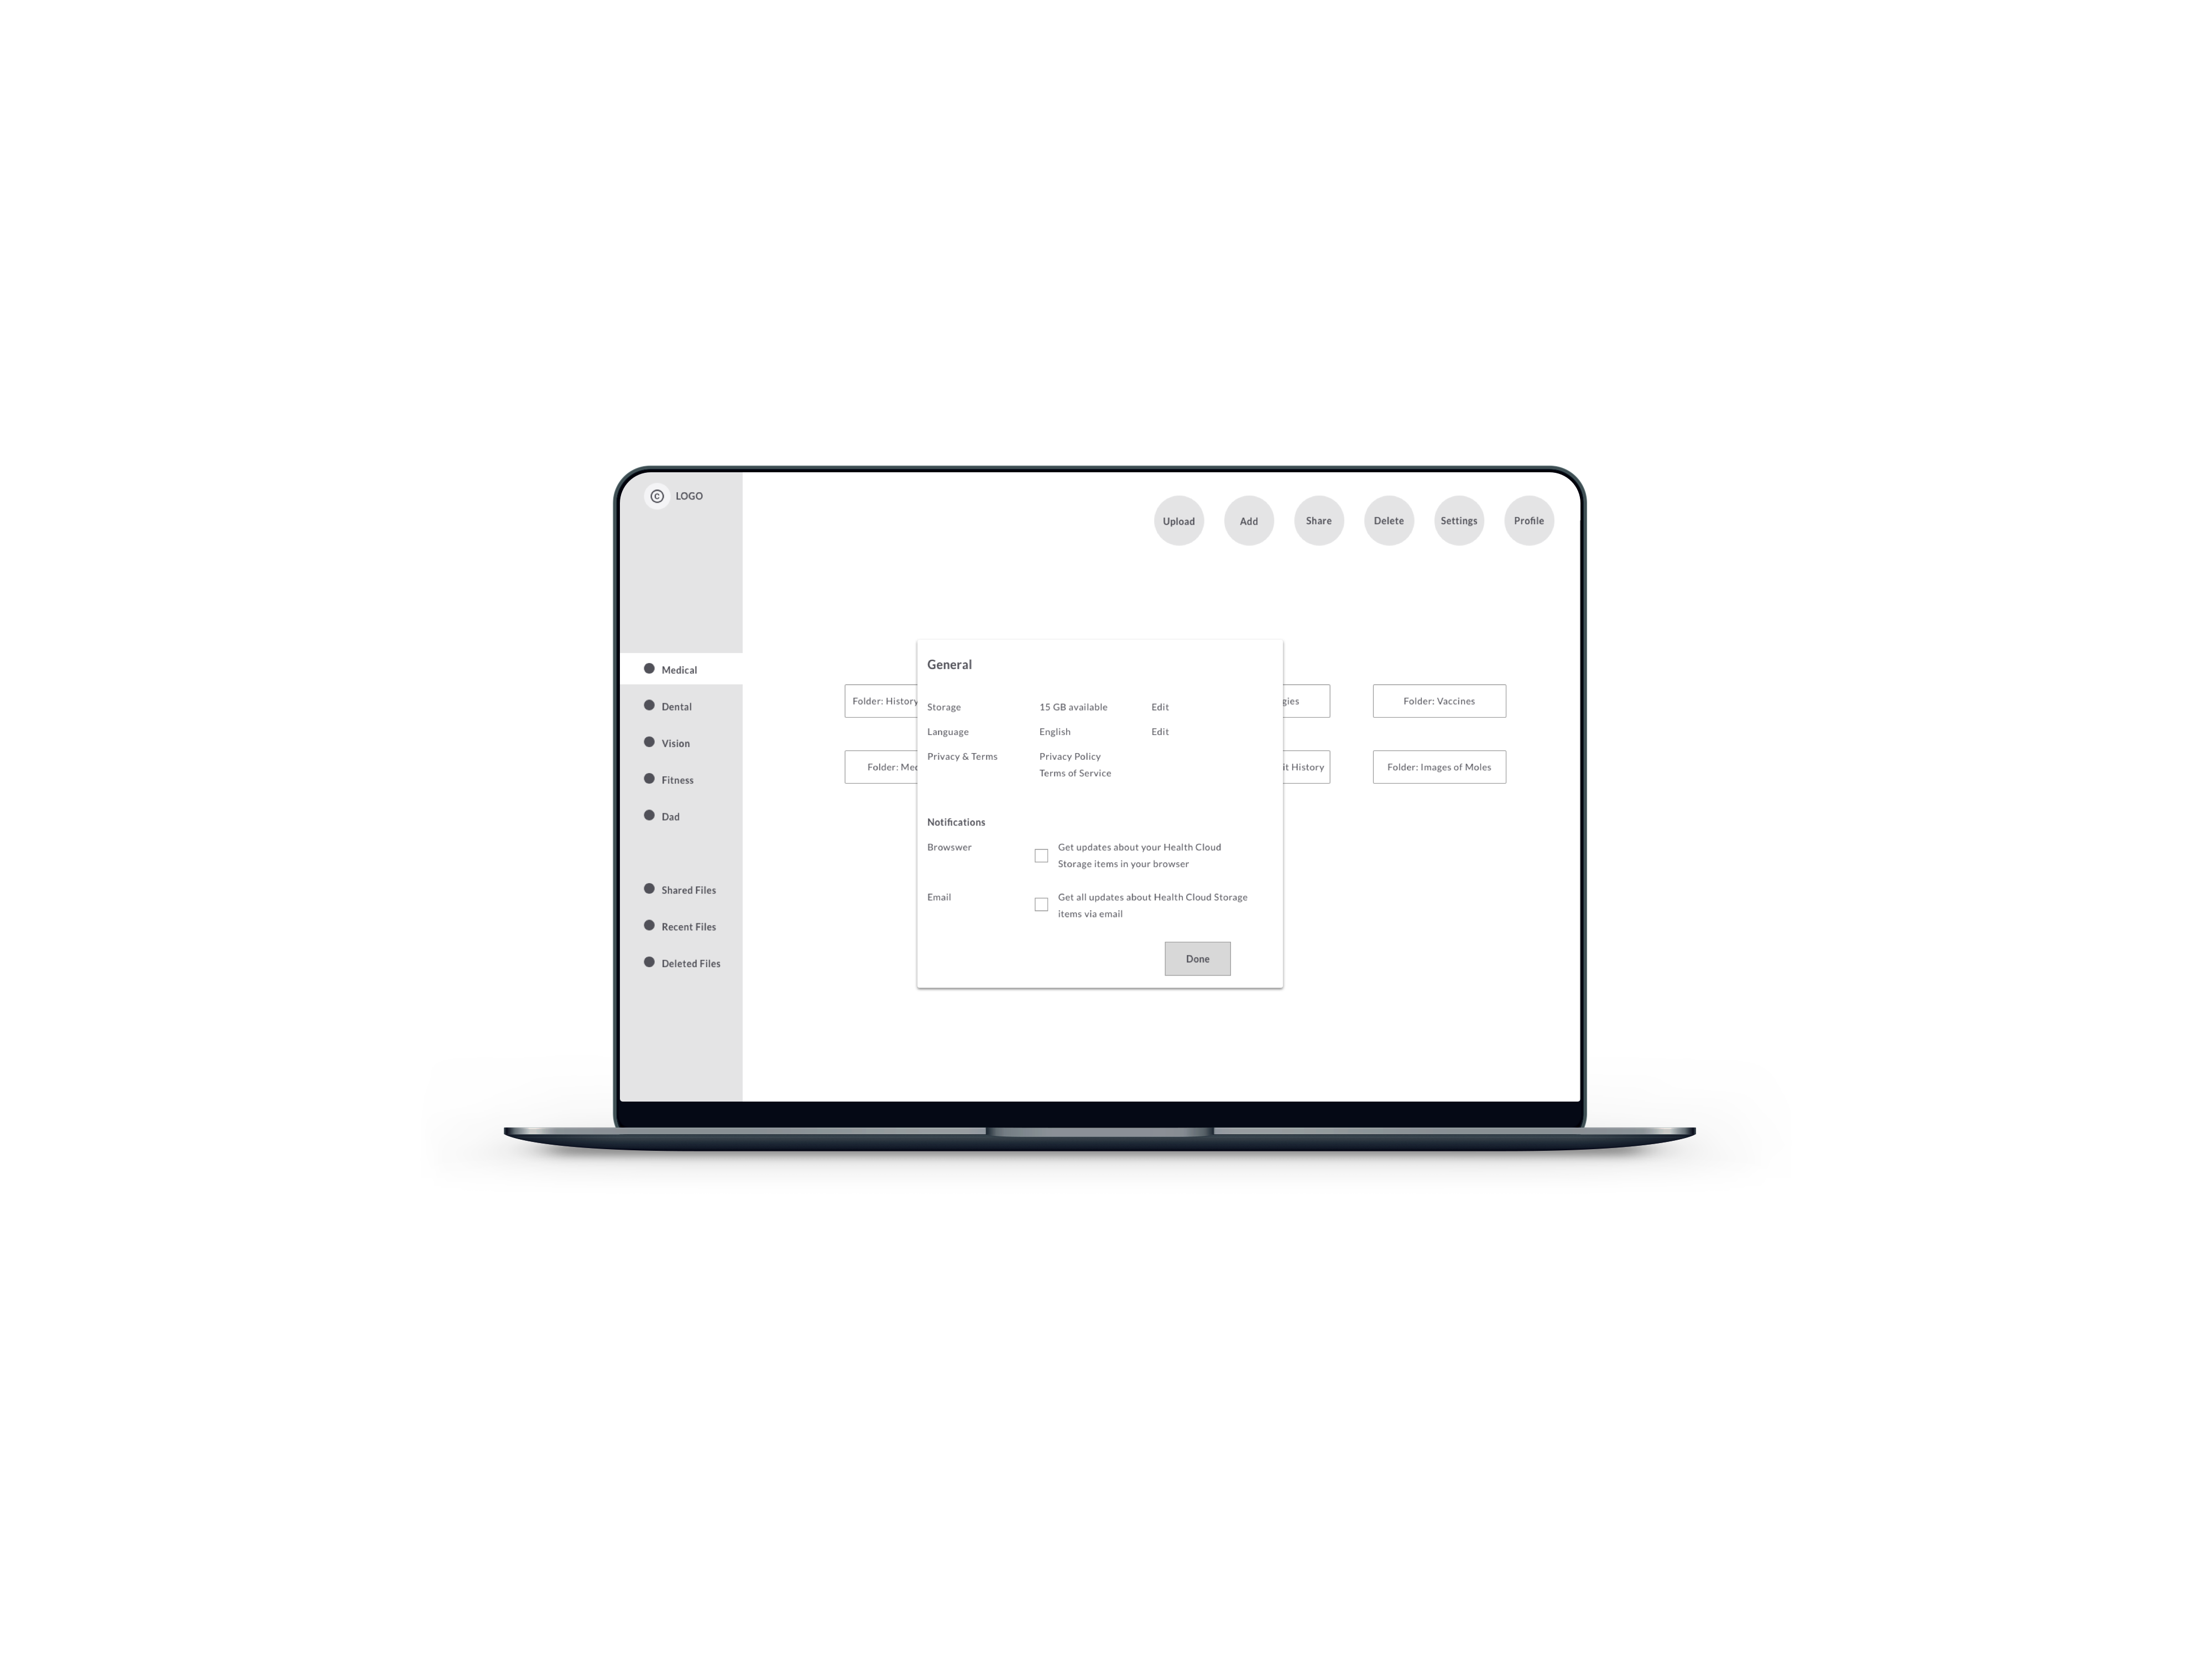 © LOGO
Upload
Add
Share
Delete
Settings
Profile
Medical
Dental
Vision
Fitness
Dad
Shared Files
Recent Files
Deleted Files
Folder: History
Folder: Vaccines
Folder:
History
Folder: Images of Moles
General
Storage 15 GB available Edit
Language English Edit
Privacy & Terms Privacy Policy
Terms of Service
Notifications
Browswer Get updates about your Health Cloud
Storage items in your browser
Email Get all updates about Health Cloud Storage
items via email
Done